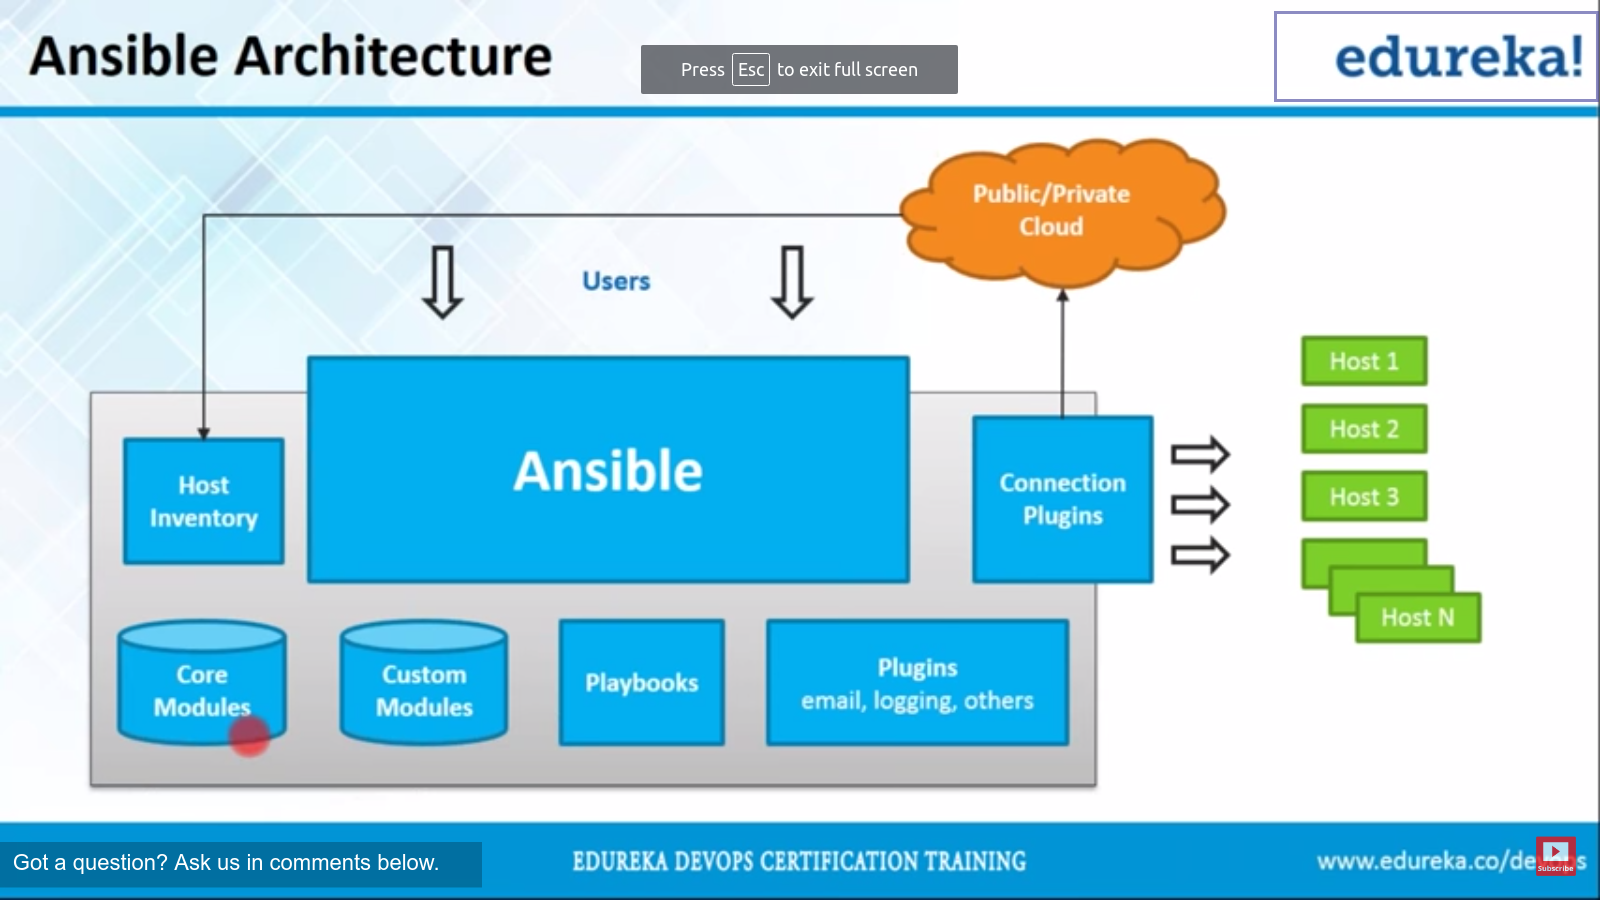 Ansible Architecture
Press Esc to exit full screen
edureka!
Public/Private
Cloud
Users
Host 1
Host 2
Host 3
Host N
Ansible
Host
Inventory
Connection
Plugins
Core
Modules
Custom
Modules
Playbooks
Plugins
email, logging, others
Got a question? Ask us in comments below.
EDUREKA DEVOPS CERTIFICATION TRAINING
www.edureka.co/de
s
Subscribe